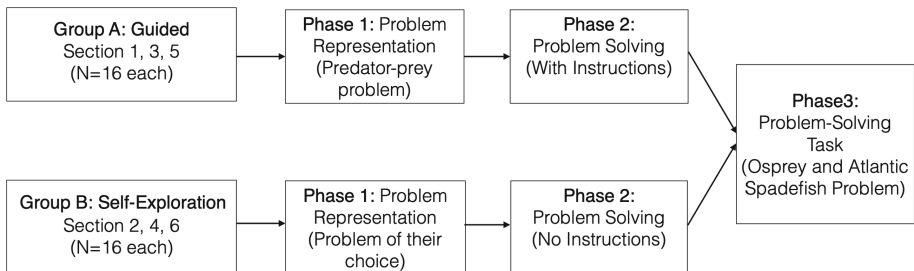 Group A: Guided
Section 1, 3, 5
(N=16 each)
Phase 1: Problem
Representation
(Predator-prey
problem)
Phase 2:
Problem Solving
(With Instructions)
Phase3:
Problem-Solving
Task
(Osprey and Atlantic
Spadefish Problem)
Group B: Self-Exploration
Section 2, 4, 6
(N=16 each)
Phase 1: Problem
Representation
(Problem of their
choice)
Phase 2:
Problem Solving
(No Instructions)